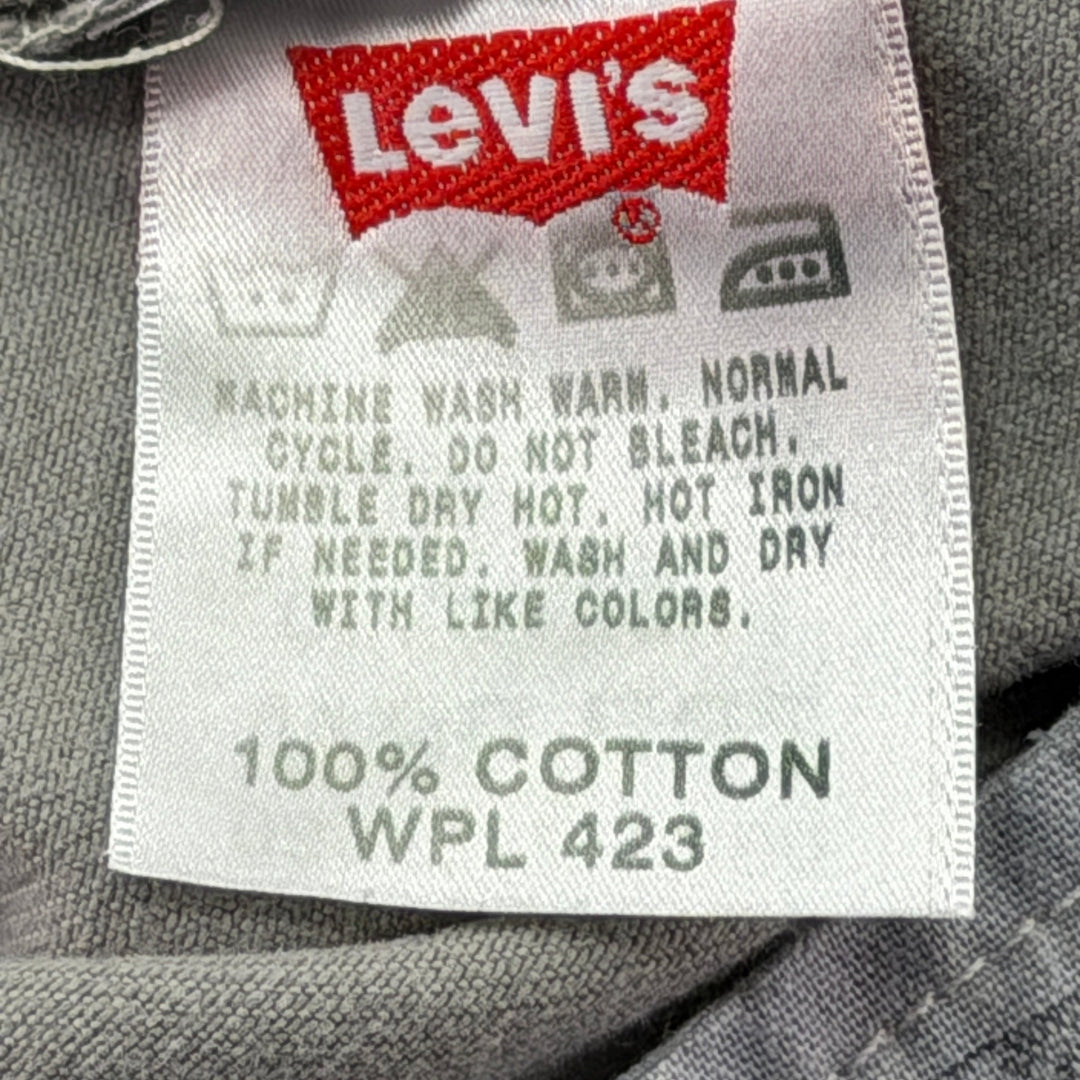 LEVI'S
MACHINE WASH WARM. NORMAL
CYCLE. DO NOT BLEACH.
TUMBLE DRY HOT. HOT IRON
IF NEEDED. WASH AND DRY
WITH LIKE COLORS.
100% COTTON
WPL 423